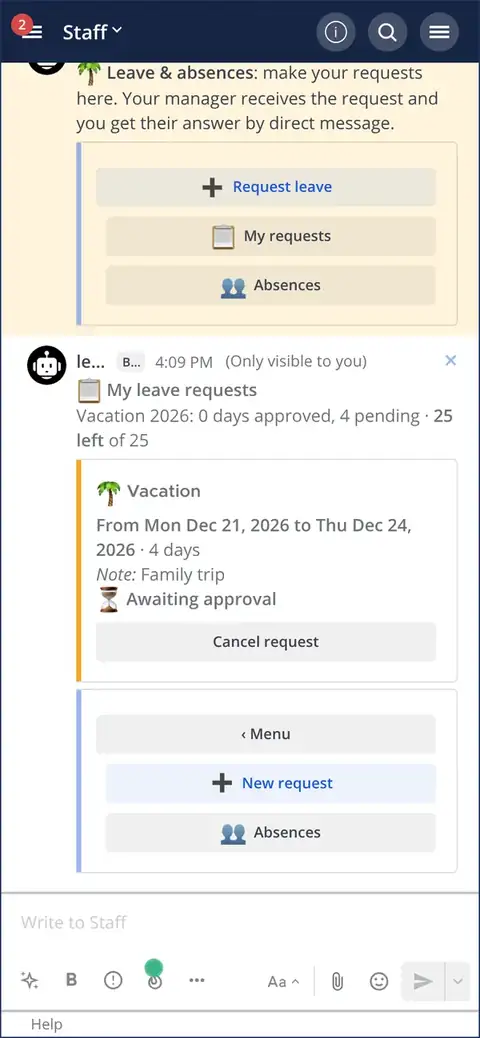 2
Staff
Leave & absences: make your requests
here. Your manager receives the request and
you get their answer by direct message.
Request leave
My requests
Absences
le... B... 4:09 PM (Only visible to you)
My leave requests
Vacation 2026: 0 days approved, 4 pending · 25
left of 25
Vacation
From Mon Dec 21, 2026 to Thu Dec 24,
2026 · 4 days
Note: Family trip
Awaiting approval
Cancel request
‹ Menu
New request
Absences
Write to Staff
B Aa
Help